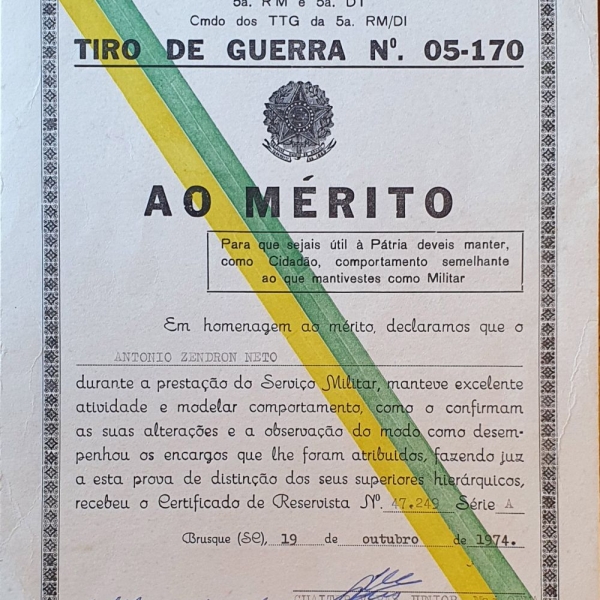 5a. RM e 5a. DI
Cmdo dos TTG da 5a. RM/DI
TIRO DE GUERRA Nº. 05-170
AO MÉRITO
Para que sejais útil à Pátria deveis manter,
como Cidadão, comportamento semelhante
ao que mantivestes como Militar
Em homenagem ao mérito, declaramos que o
ANTONIO ZENDRON NETO
durante a prestação do Serviço Militar, manteve excelente
atividade e modelar comportamento, como o confirmam
as suas alterações e a observação do modo como desem-
penhou os encargos que lhe foram atribuidos, fazendo juz
a esta prova de distinção dos seus superiores hierárquicos,
recebeu o Certificado de Reservista Nº. 47.249 Série A
Brusque (SC), 19 de outubro de 1974.
JUNIOR